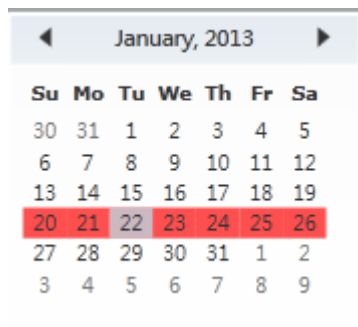 January, 2013
Su Mo Tu We Th Fr Sa
30 31 1 2 3 4 5
6 7 8 9 10 11 12
13 14 15 16 17 18 19
20 21 22 23 24 25 26
27 28 29 30 31 1 2
3 4 5 6 7 8 9